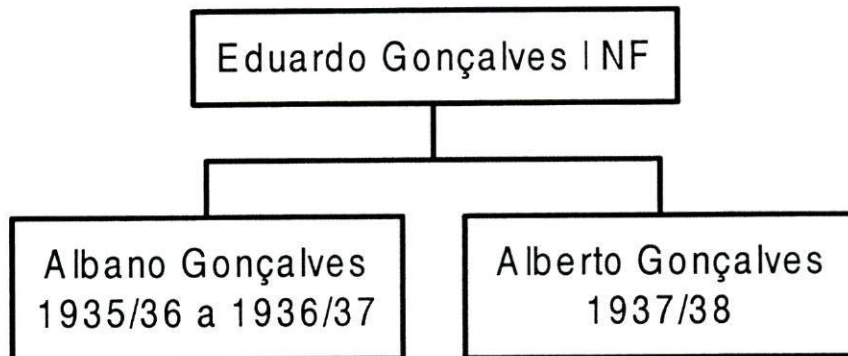 Eduardo Gonçalves I NF
Albano Gonçalves
1935/36 a 1936/37
Alberto Gonçalves
1937/38